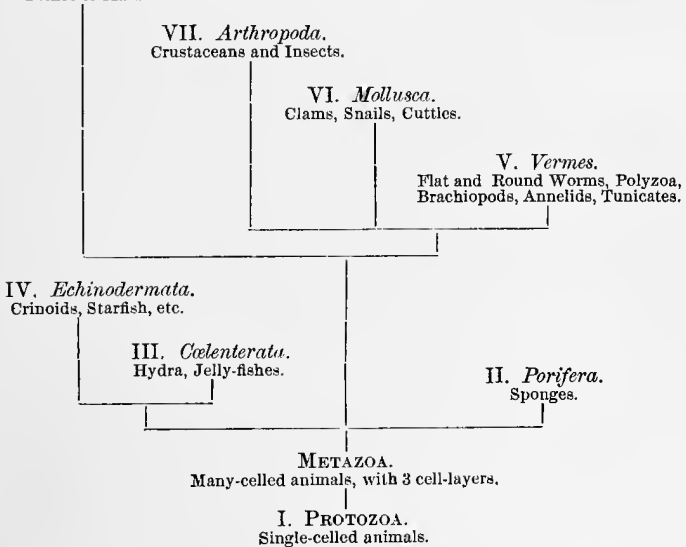 VII. Arthropoda.
Crustaceans and Insects.
VI. Mollusca.
Clams, Snails, Cuttles.
V. Vermes.
Flat and Round Worms, Polyzoa,
Brachiopods, Annelids, Tunicates.
IV. Echinodermata.
Crinoids, Starfish, etc.
III. Cœlenterata.
Hydra, Jelly-fishes.
II. Porifera.
Sponges.
METAZOA.
Many-celled animals, with 3 cell-layers.
I. PROTOZOA.
Single-celled animals.